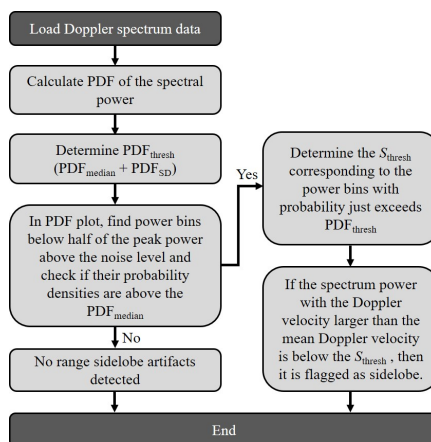 Load Doppler spectrum data
Calculate PDF of the spectral
power
Determine PDFthresh
(PDFmedian + PDFSD)
In PDF plot, find power bins
below half of the peak power
above the noise level and
check if their probability
densities are above the
PDFmedian
No
No range sidelobe artifacts
detected
Yes
Determine the Sthresh
corresponding to the
power bins with
probability just exceeds
PDFthresh
If the spectrum power
with the Doppler
velocity larger than the
mean Doppler velocity
is below the Sthresh , then
it is flagged as sidelobe.
End